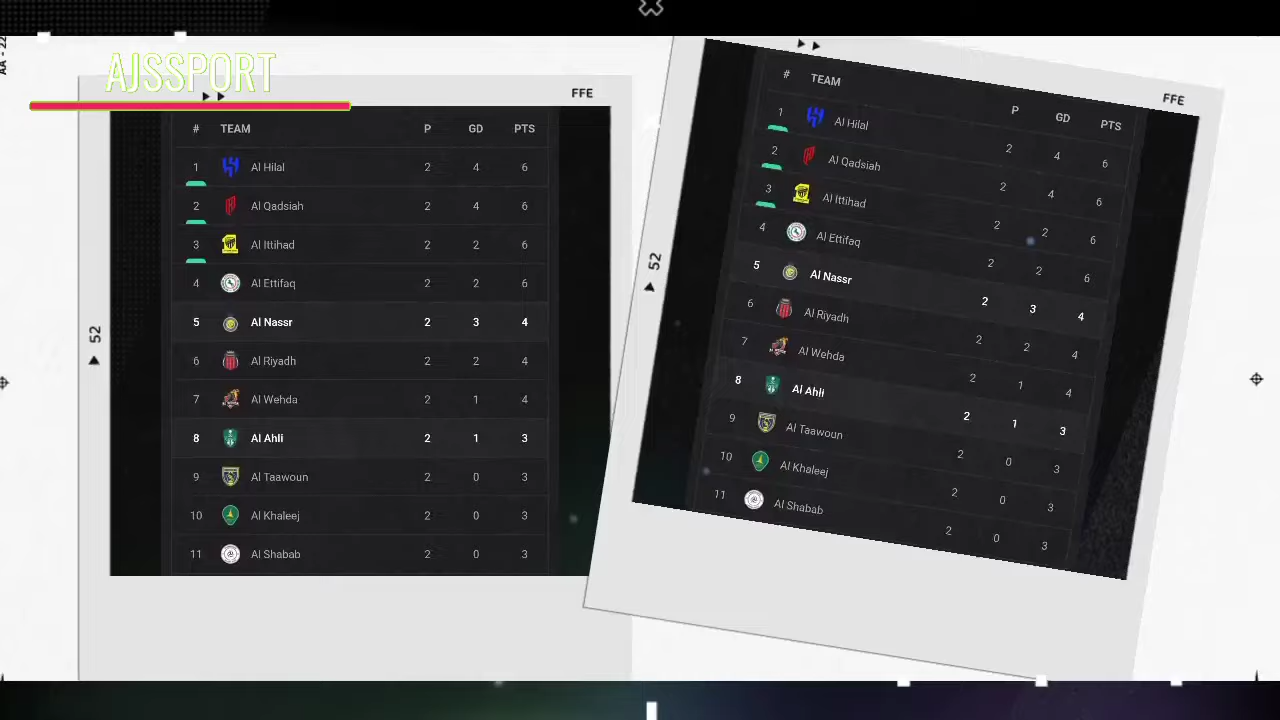 AA - 22
AJSSPORT
FFE
52
# TEAM P GD PTS
1 Al Hilal 2 4 6
2 Al Qadsiah 2 4 6
3 Al Ittihad 2 2 6
4 Al Ettifaq 2 2 6
5 Al Nassr 2 3 4
6 Al Riyadh 2 2 4
7 Al Wehda 2 1 4
8 Al Ahli 2 1 3
9 Al Taawoun 2 0 3
10 Al Khaleej 2 0 3
11 Al Shabab 2 0 3
FFE
52
# TEAM P GD PTS
1 Al Hilal 2 4 6
2 Al Qadsiah 2 4 6
3 Al Ittihad 2 2 6
4 Al Ettifaq 2 2 6
5 Al Nassr 2 3 4
6 Al Riyadh 2 2 4
7 Al Wehda 2 1 4
8 Al Ahli 2 1 3
9 Al Taawoun 2 0 3
10 Al Khaleej 2 0 3
11 Al Shabab 2 0 3